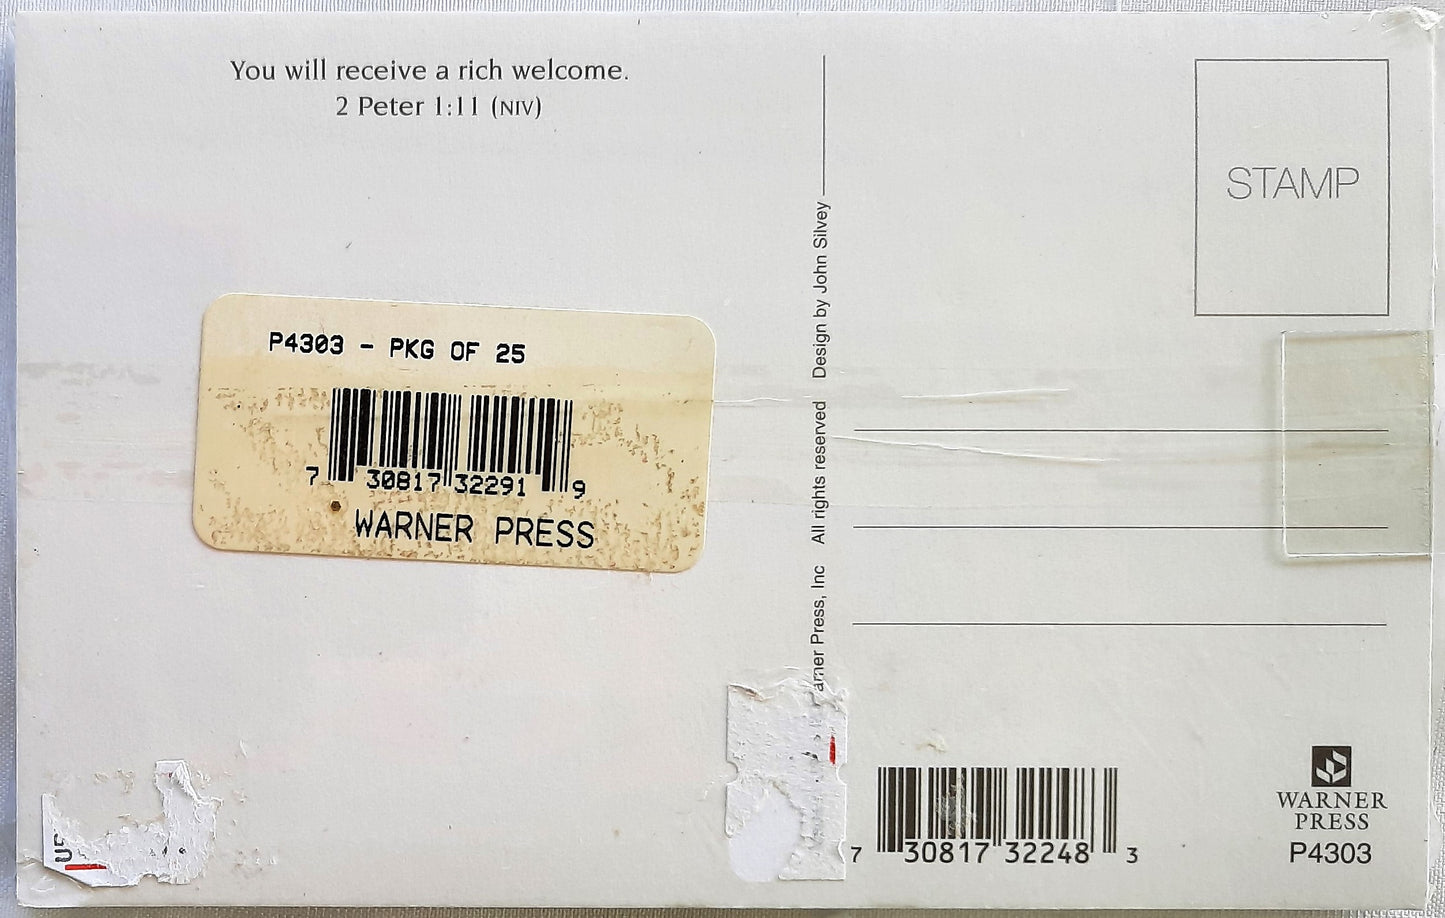 You will receive a rich welcome.
2 Peter 1:11 (NIV)
STAMP
P4303 - PKG OF 25
7 30817 32291 9
WARNER PRESS
arner Press, Inc All rights reserved Design by John Silvey
7 30817 32248 3
WARNER
PRESS
P4303